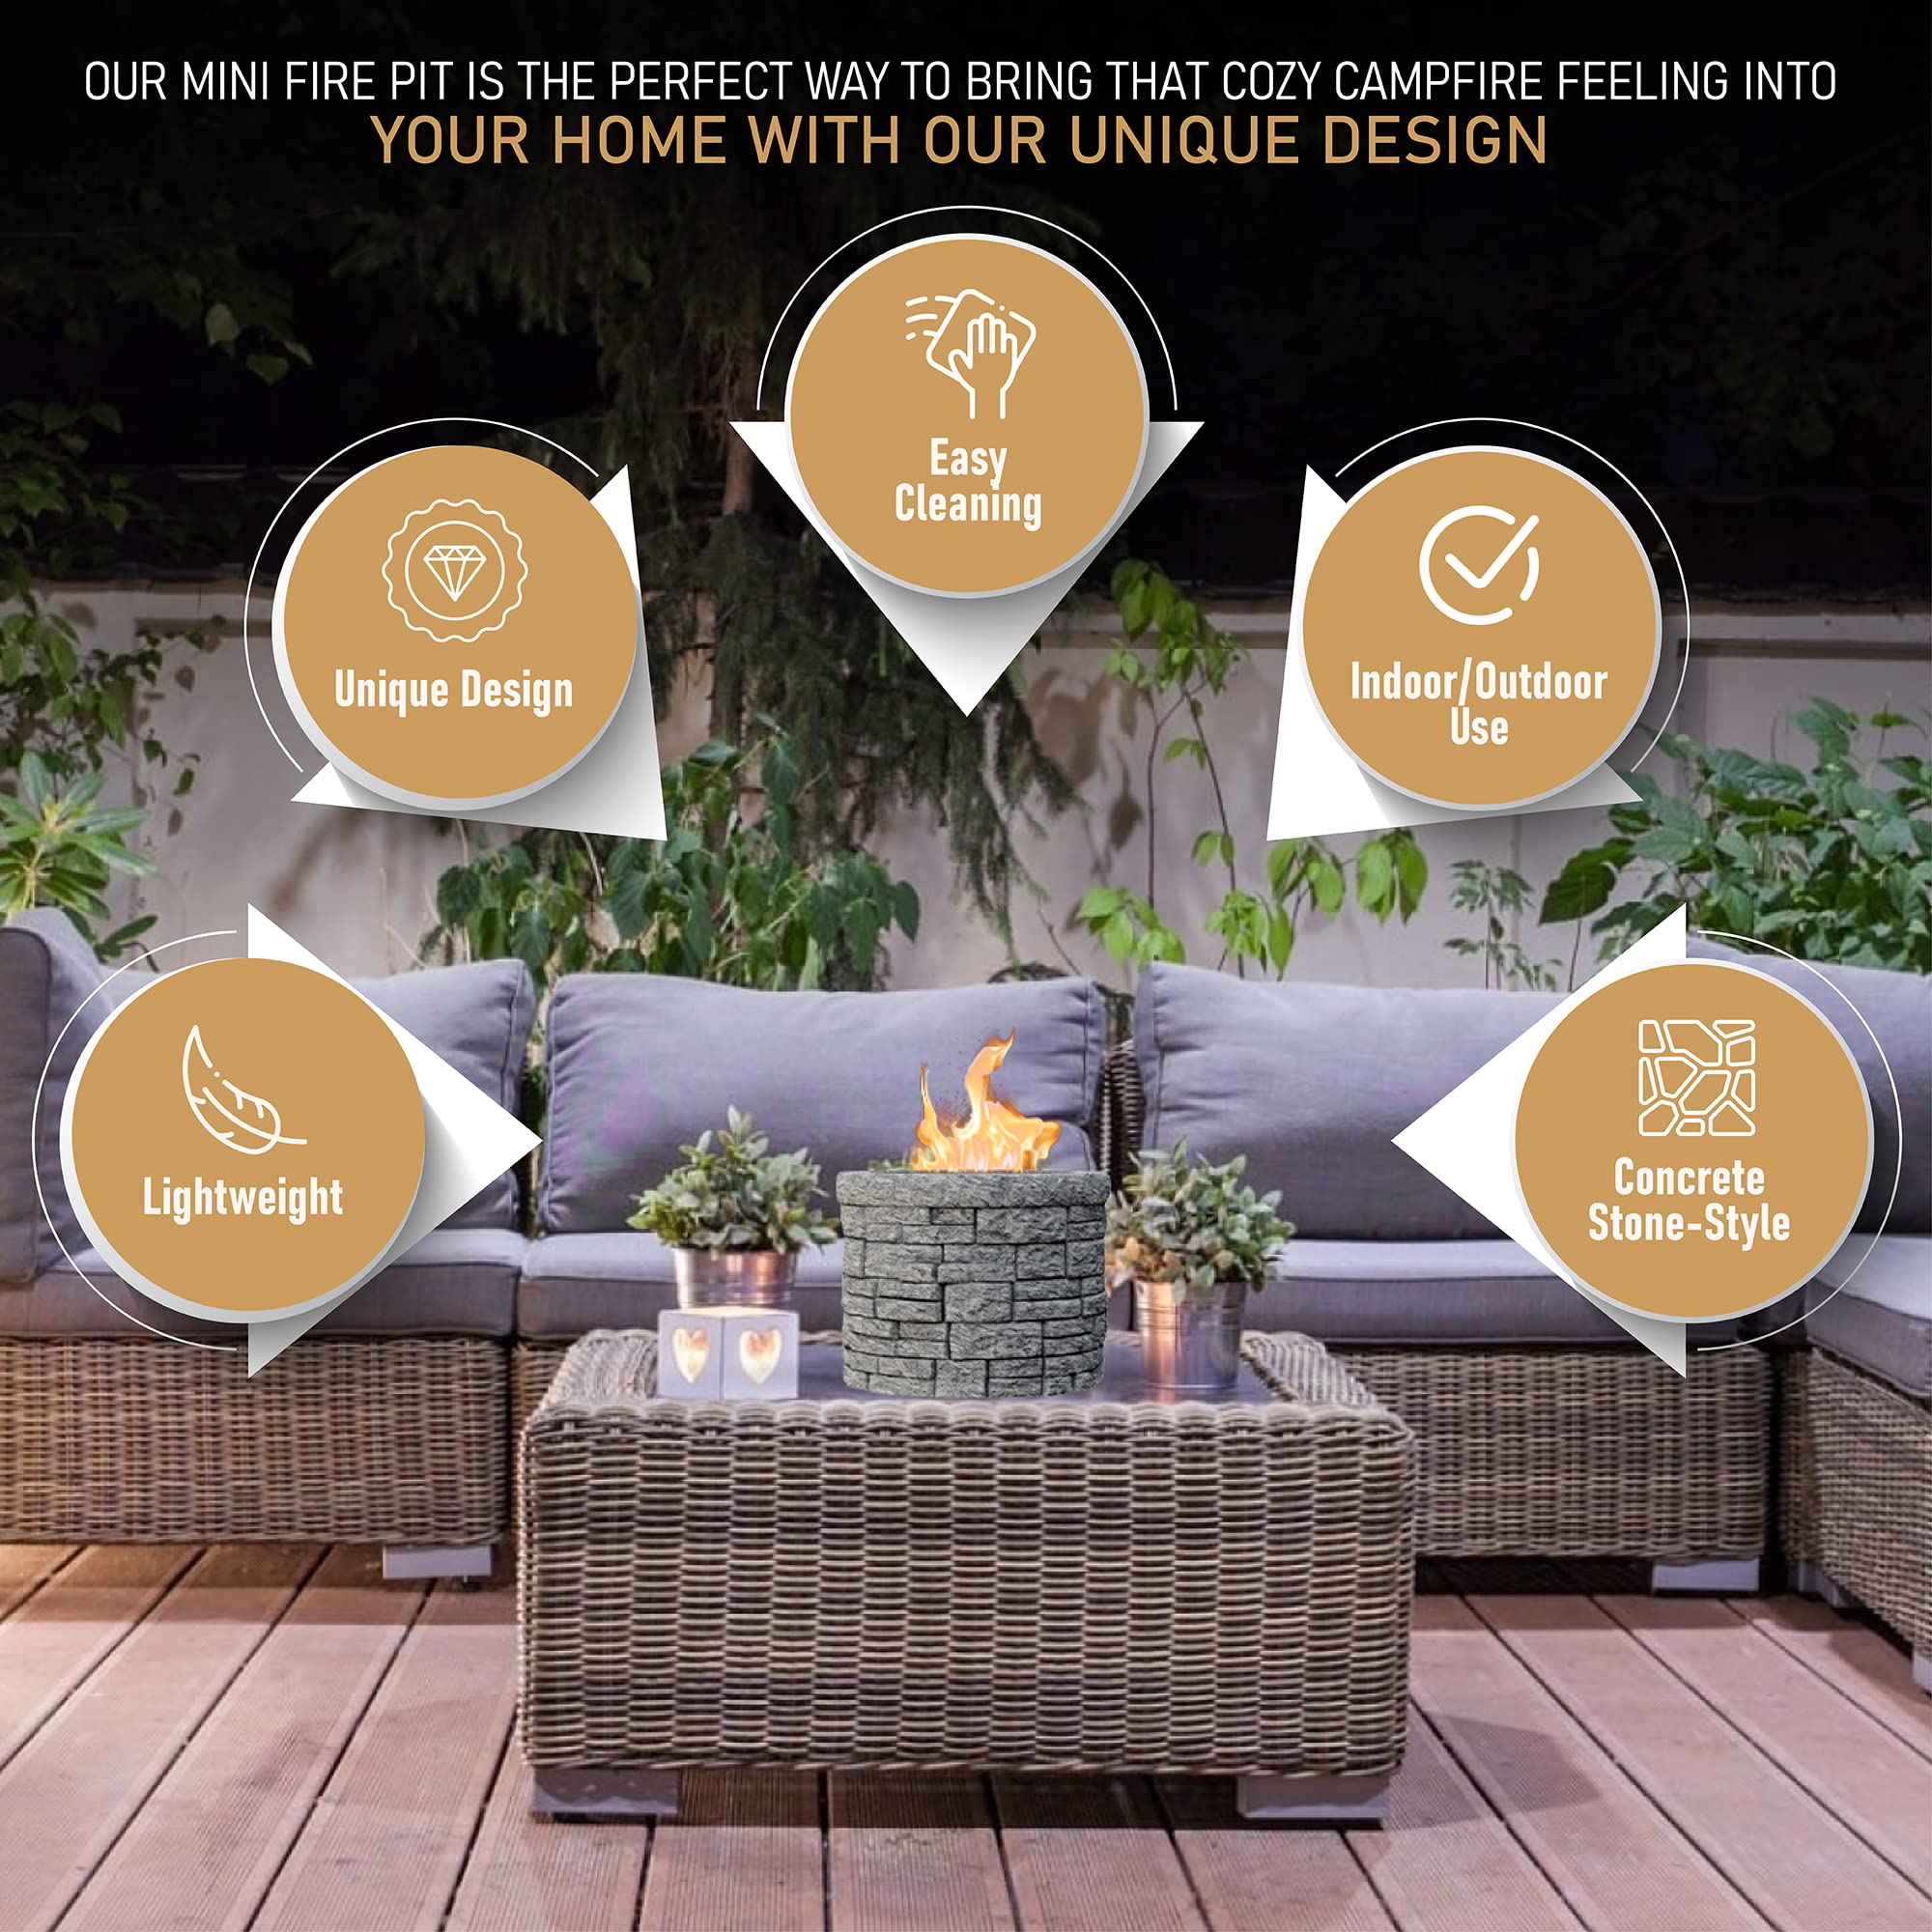 OUR MINI FIRE PIT IS THE PERFECT WAY TO BRING THAT COZY CAMPFIRE FEELING INTO
YOUR HOME WITH OUR UNIQUE DESIGN
Easy
Cleaning
Unique Design
Indoor/Outdoor
Use
Lightweight
Concrete
Stone-Style